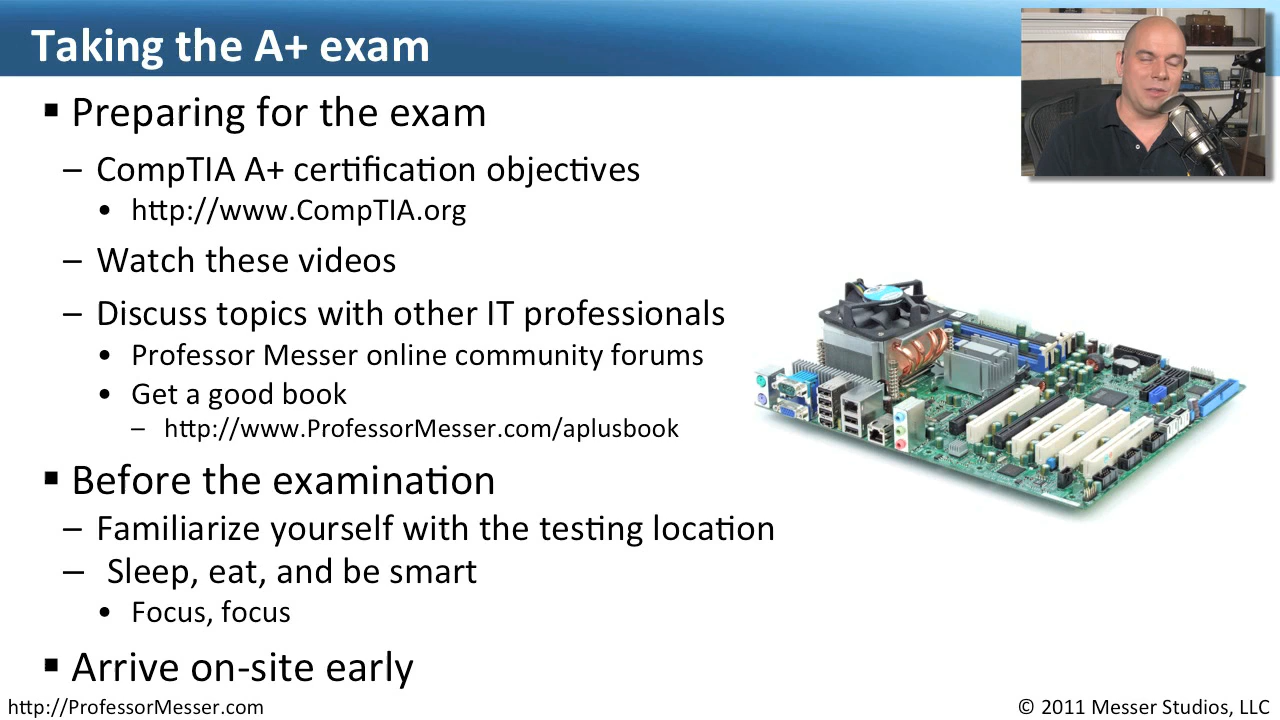 Taking the A+ exam
▪ Preparing for the exam
– CompTIA A+ certification objectives
• http://www.CompTIA.org
– Watch these videos
– Discuss topics with other IT professionals
• Professor Messer online community forums
• Get a good book
– http://www.ProfessorMesser.com/aplusbook
▪ Before the examination
– Familiarize yourself with the testing location
– Sleep, eat, and be smart
• Focus, focus
▪ Arrive on-site early
http://ProfessorMesser.com
© 2011 Messer Studios, LLC